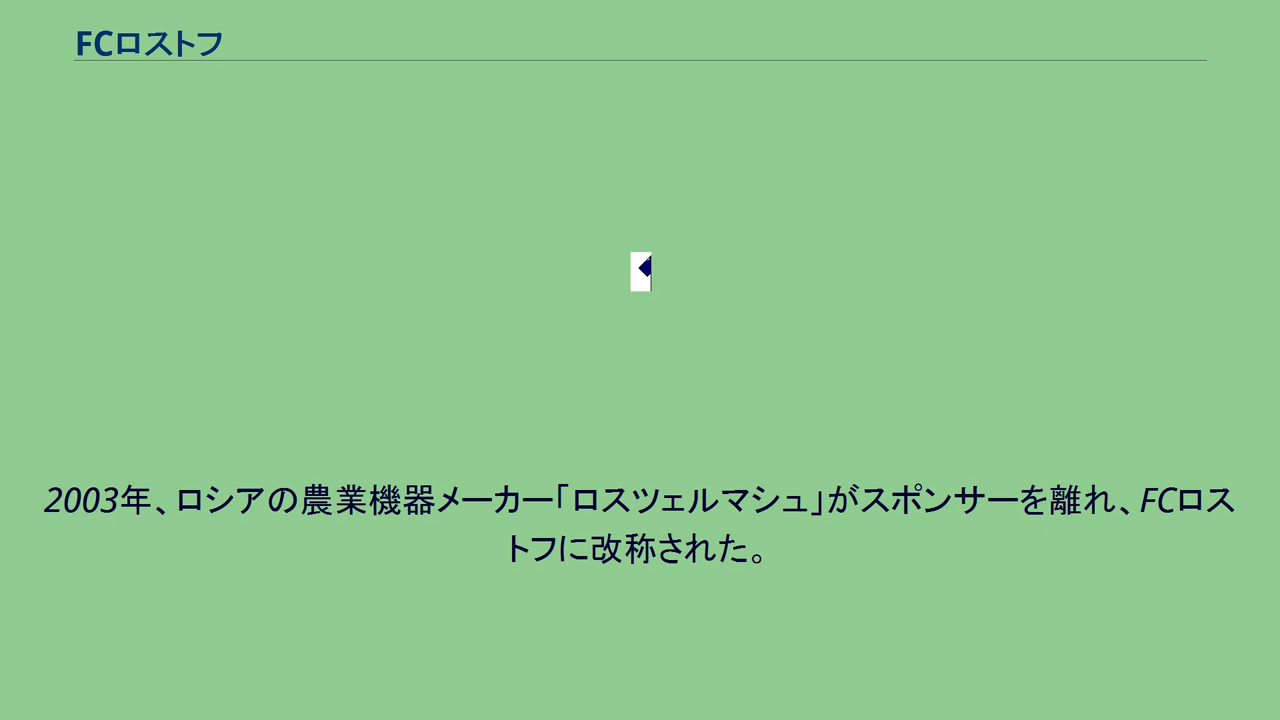 FCロストフ
2003年、ロシアの農業機器メーカー「ロスツェルマシュ」がスポンサーを離れ、FCロス
トフに改称された。